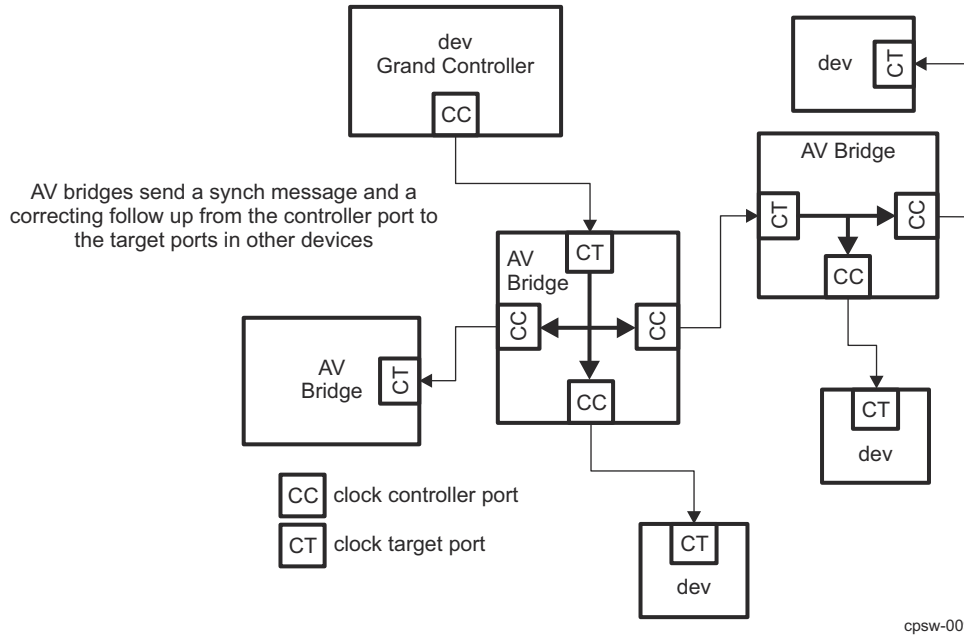 dev
Grand Controller
CC
dev
CT
AV Bridge
CT
CC
CC
AV bridges send a synch message and a
correcting follow up from the controller port to
the target ports in other devices
CT
AV
Bridge
CC
CC
CC
AV
Bridge
CT
CT
dev
CC clock controller port
CT clock target port
CT
dev
cpsw-00